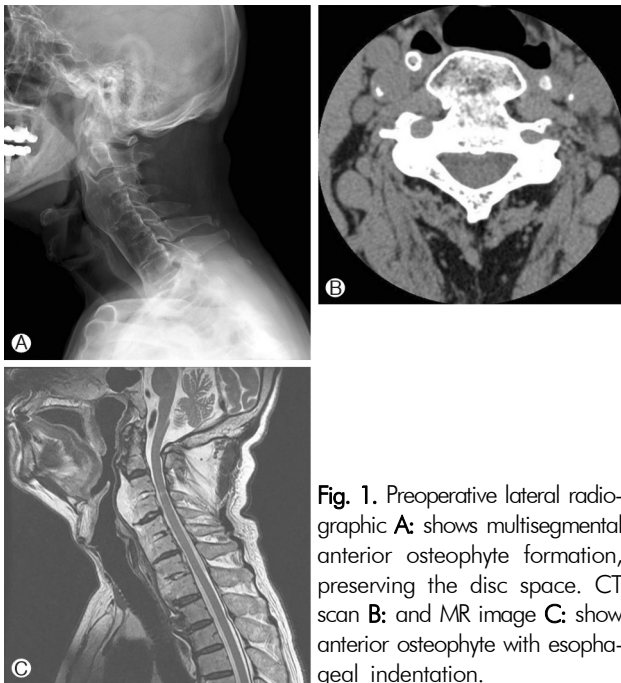 A
B
C
Fig. 1. Preoperative lateral radio-
graphic A: shows multisegmental
anterior osteophyte formation,
preserving the disc space. CT
scan B: and MR image C: show
anterior osteophyte with esopha-
geal indentation.